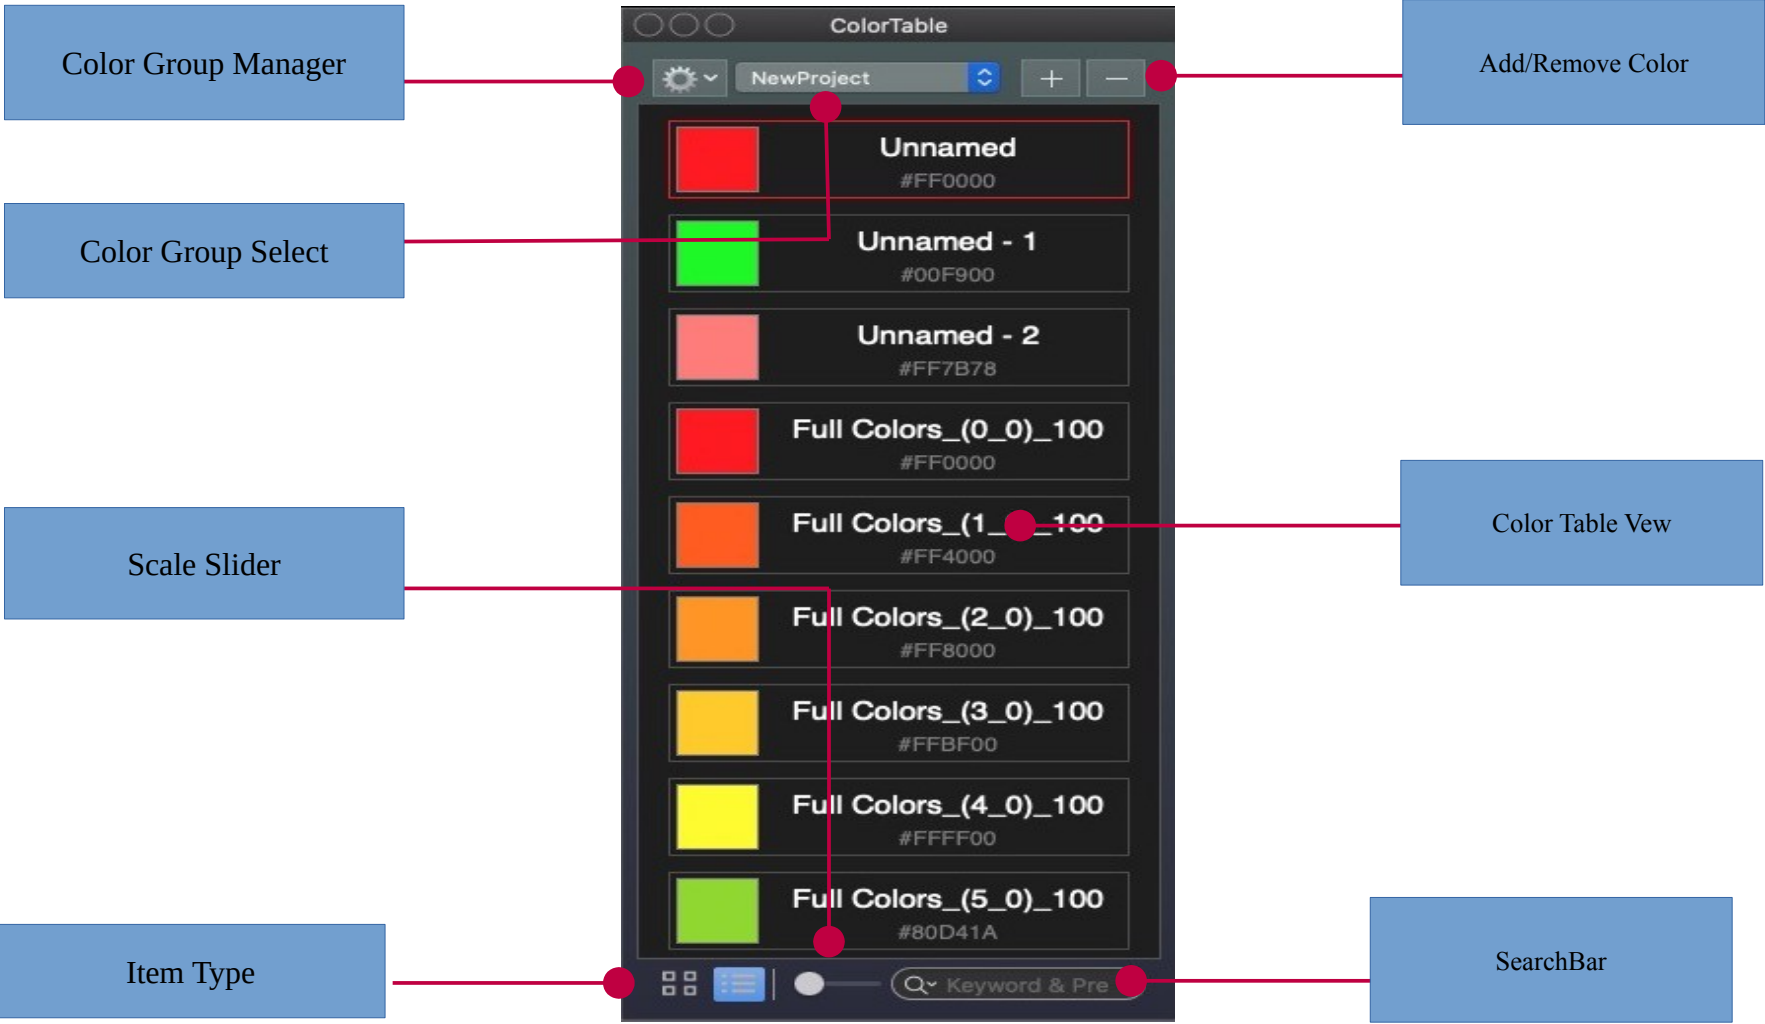 ColorTable
Color Group Manager
NewProject
Add/Remove Color
Unnamed
#FF0000
Color Group Select
Unnamed - 1
#00F900
Unnamed - 2
#FF7B78
Full Colors_(0_0)_100
#FF0000
Full Colors_(1_ _100
#FF4000
Color Table Vew
Scale Slider
Full Colors_(2_0)_100
#FF8000
Full Colors_(3_0)_100
#FFBF00
Full Colors_(4_0)_100
#FFFF00
Full Colors_(5_0)_100
#80D41A
Item Type
Keyword & Pre
SearchBar